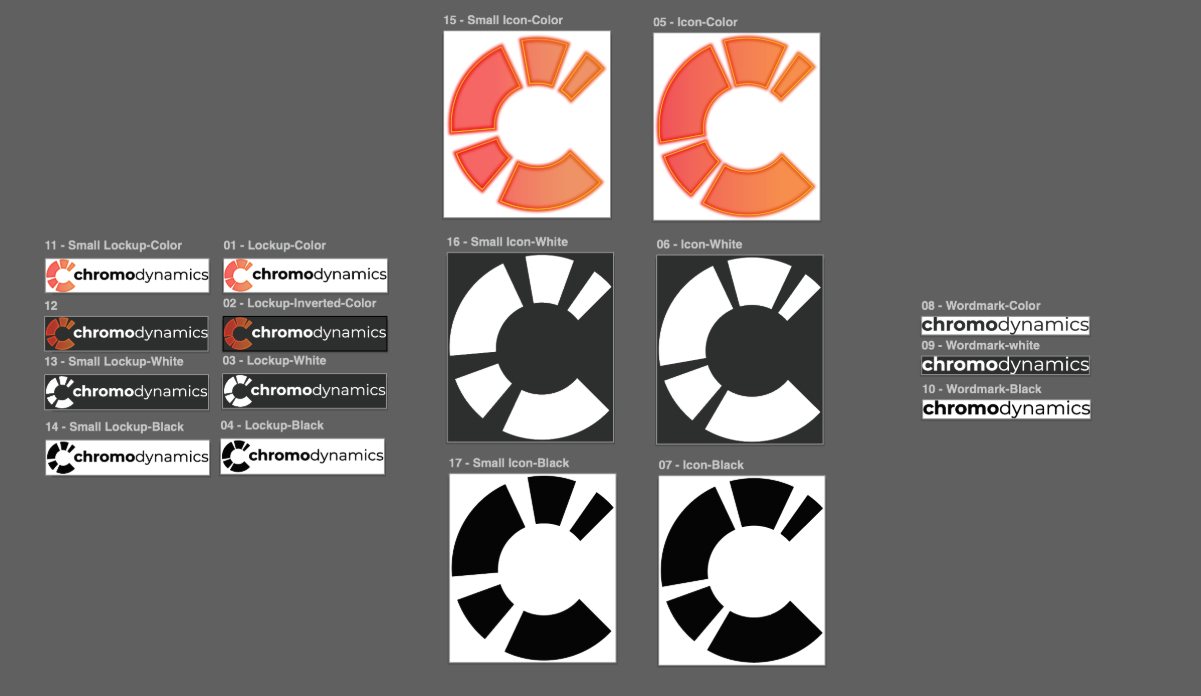 15 - Small Icon-Color
05 - Icon-Color
16 - Small Icon-White
06 - Icon-White
11 - Small Lockup-Color
01 - Lockup-Color
chromodynamics
chromodynamics
12
02 - Lockup-Inverted-Color
chromodynamics
chromodynamics
13 - Small Lockup-White
03 - Lockup-White
chromodynamics
chromodynamics
14 - Small Lockup-Black
04 - Lockup-Black
chromodynamics
chromodynamics
08 - Wordmark-Color
chromodynamics
09 - Wordmark-white
chromodynamics
10 - Wordmark-Black
chromodynamics
17 - Small Icon-Black
07 - Icon-Black